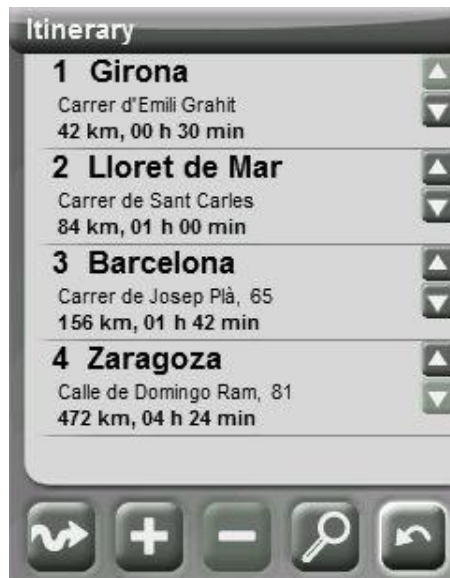 Itinerary
1 Girona
Carrer d'Emili Grahit
42 km, 00 h 30 min
2 Lloret de Mar
Carrer de Sant Carles
84 km, 01 h 00 min
3 Barcelona
Carrer de Josep Plà, 65
156 km, 01 h 42 min
4 Zaragoza
Calle de Domingo Ram, 81
472 km, 04 h 24 min